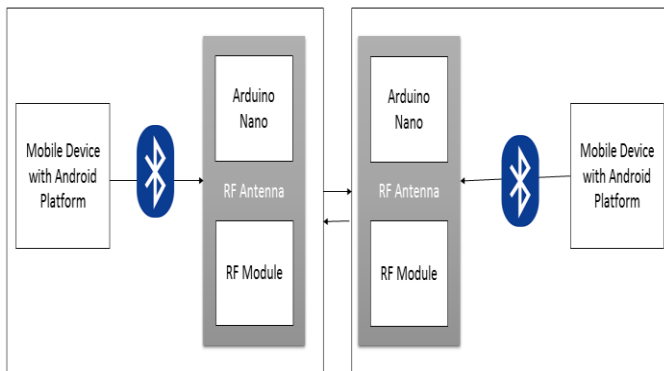 Mobile Device
with Android
Platform
Arduino
Nano
RF Antenna
RF Module
Arduino
Nano
RF Antenna
RF Module
Mobile Device
with Android
Platform